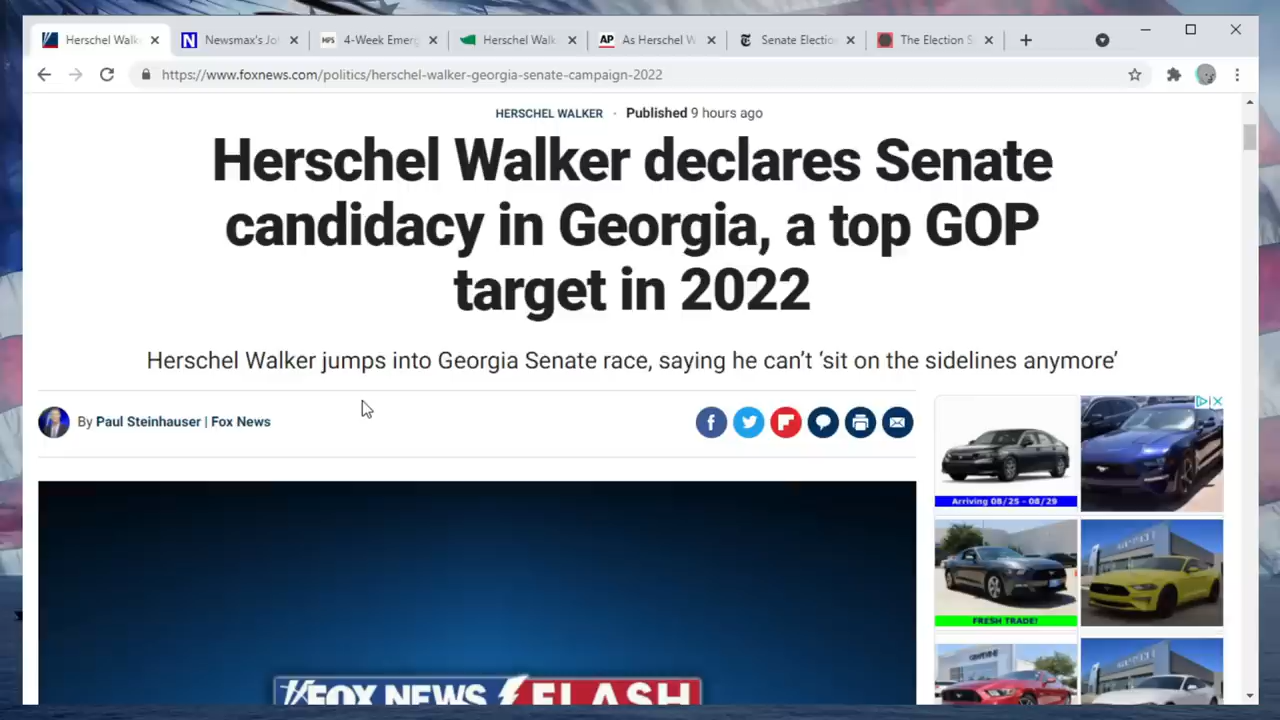 Herschel Walk
Newsmax's Jo
MPS
4-Week Emerg
Herschel Walk
AP
As Herschel W
Senate Electio
The Election S
https://www.foxnews.com/politics/herschel-walker-georgia-senate-campaign-2022
HERSCHEL WALKER · Published 9 hours ago
Herschel Walker declares Senate
candidacy in Georgia, a top GOP
target in 2022
Herschel Walker jumps into Georgia Senate race, saying he can't ‘sit on the sidelines anymore’
By Paul Steinhauser | Fox News
Arriving 08/25 - 08/29
FRESH TRADE!
FOX NEWS FLASH